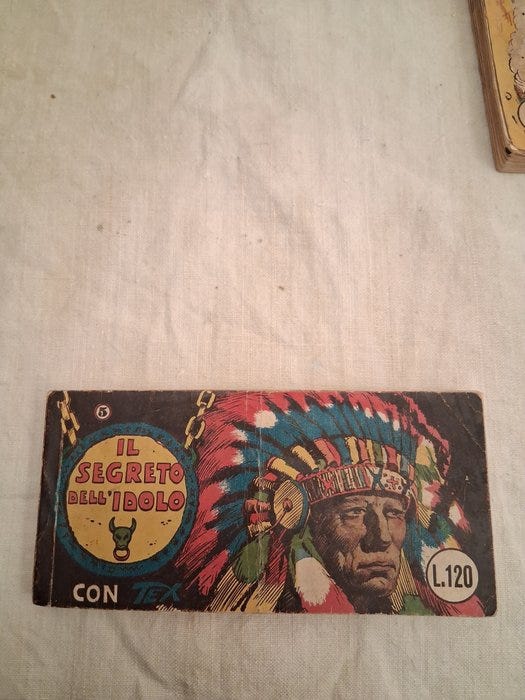 5
IL
SEGRETO
DELL'IDOLO
CON TEX
L.120